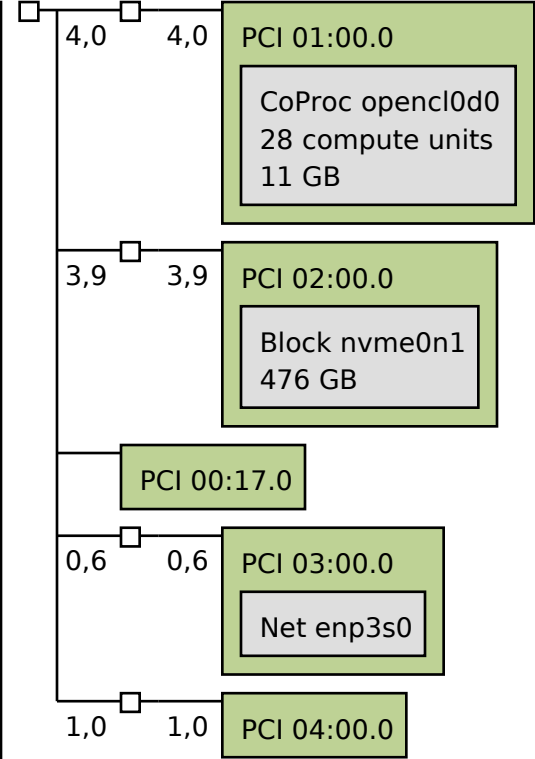 4,0 4,0 PCI 01:00.0
CoProc opencl0d0
28 compute units
11 GB
3,9 3,9 PCI 02:00.0
Block nvme0n1
476 GB
PCI 00:17.0
0,6 0,6 PCI 03:00.0
Net enp3s0
1,0 1,0 PCI 04:00.0